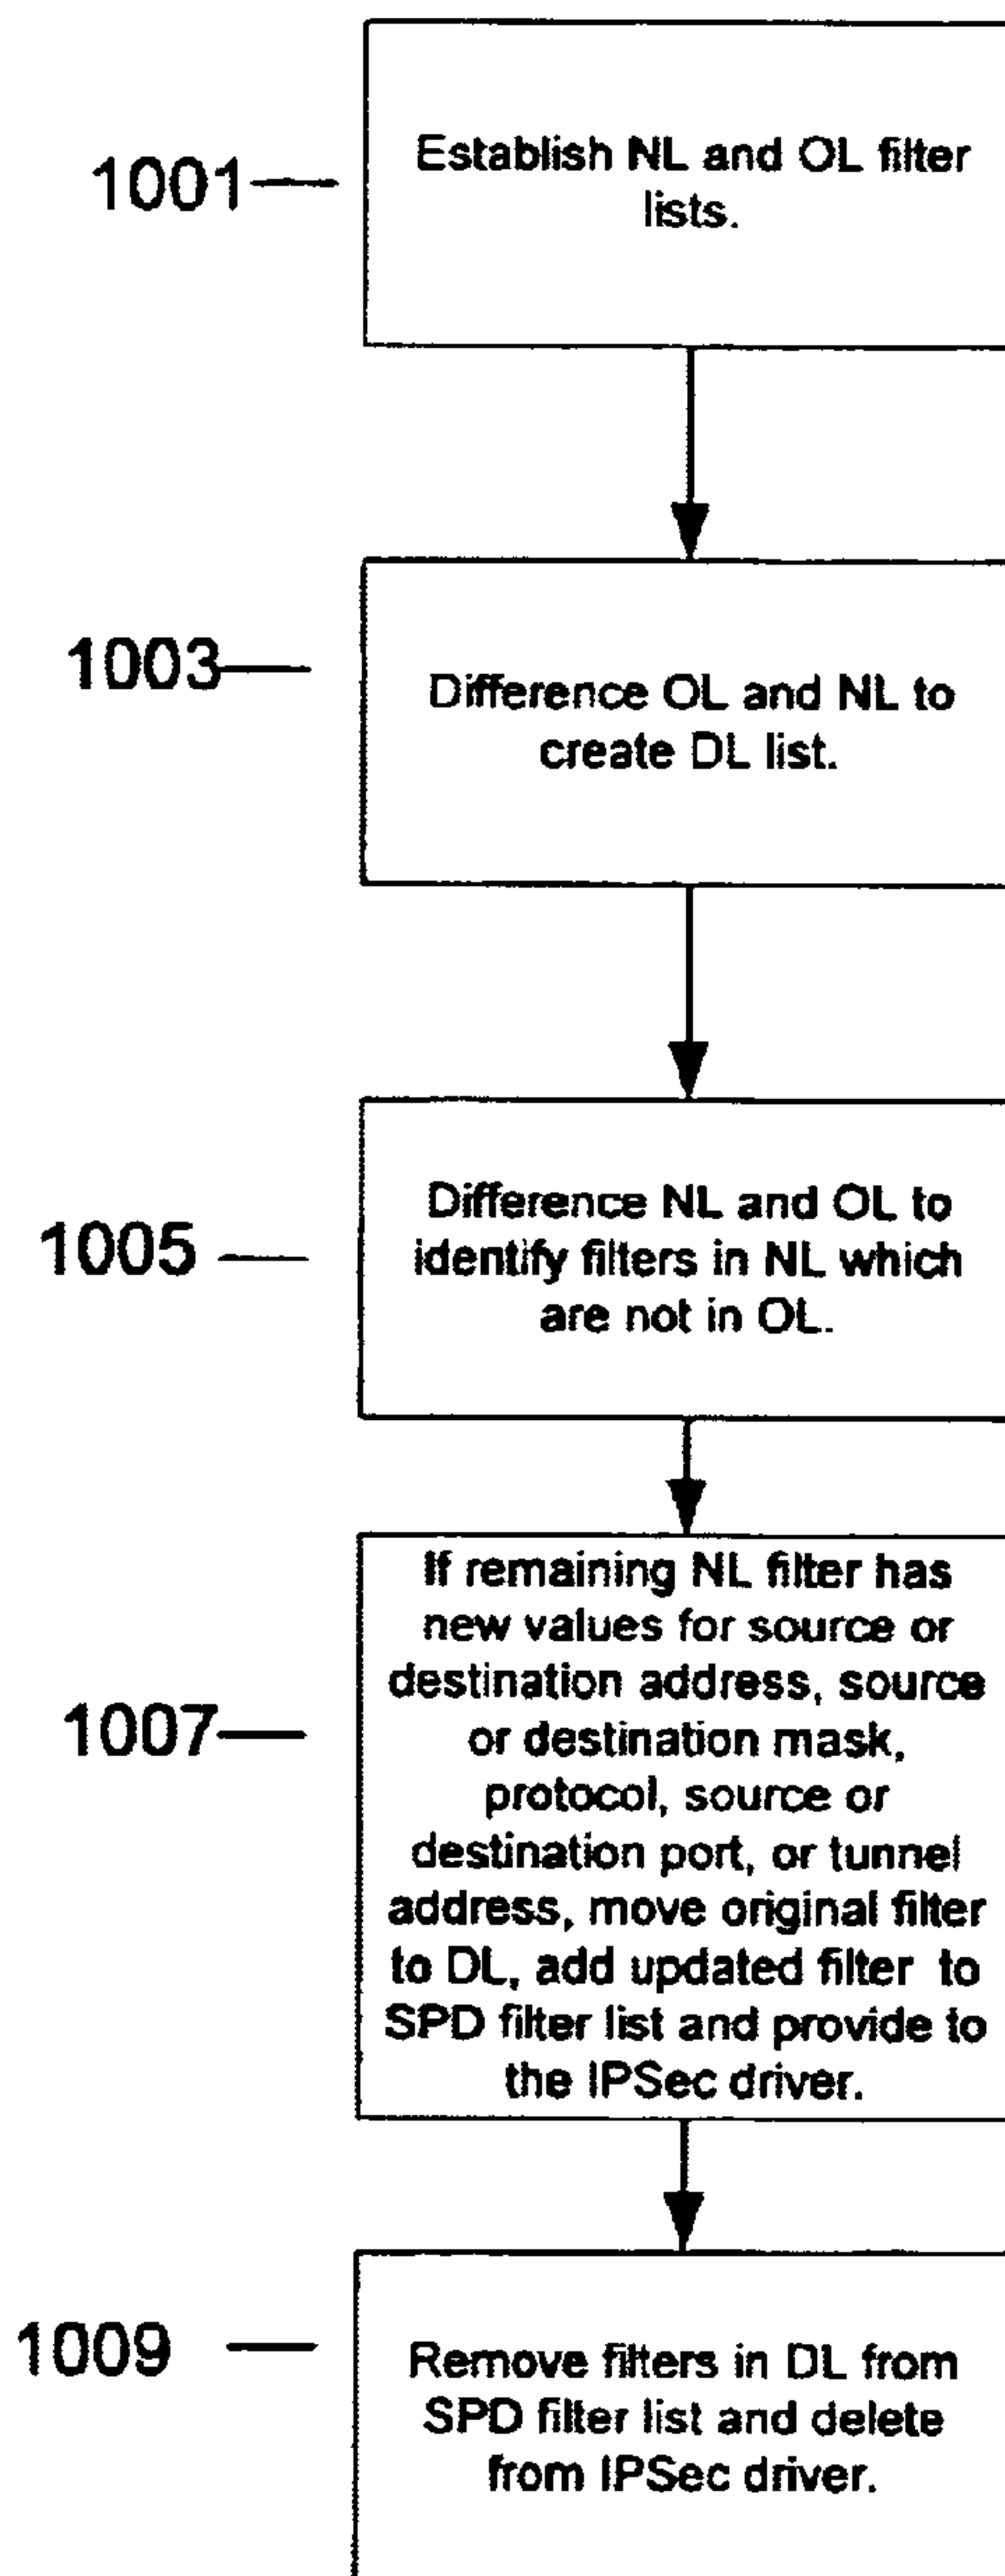 1001
Establish NL and OL filter
lists.
1003
Difference OL and NL to
create DL list.
1005
Difference NL and OL to
identify filters in NL which
are not in OL.
1007
If remaining NL filter has
new values for source or
destination address, source
or destination mask,
protocol, source or
destination port, or tunnel
address, move original filter
to DL, add updated filter to
SPD filter list and provide to
the IPSec driver.
1009
Remove filters in DL from
SPD filter list and delete
from IPSec driver.